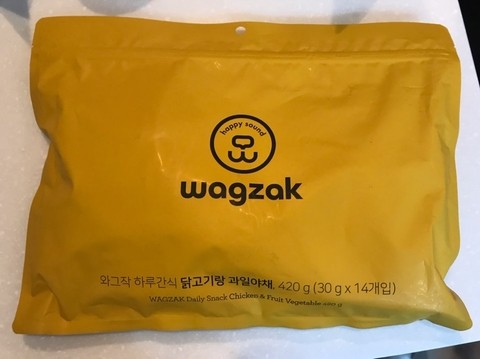 happy sound
wagzak
와그작 하루간식 닭고기랑 과일야채, 420 g (30 g x 14개입)
WAGZAK Daily Snack Chicken & Fruit Vegetable 420 g